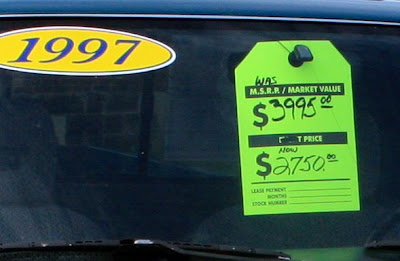 1997
WAS
M.S.R.P./ MARKET VALUE
$3995.00
T PRICE
NOW
$2750.00
LEASE PAYMENT
MONTHS
STOCK NUMBER